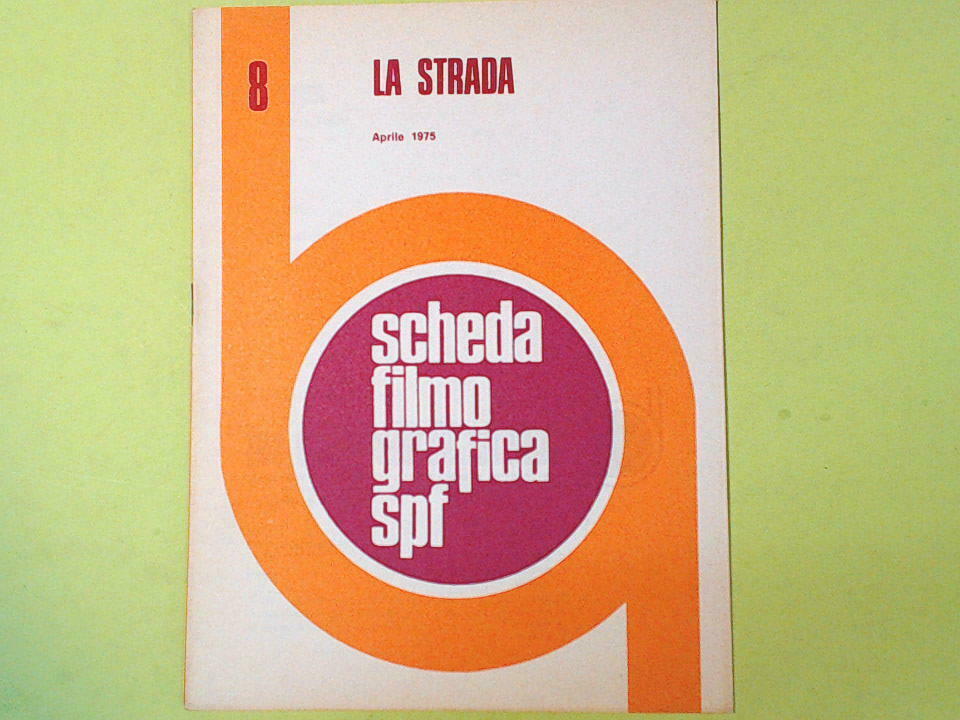 8
LA STRADA
Aprile 1975
scheda
filmo
grafica
spf